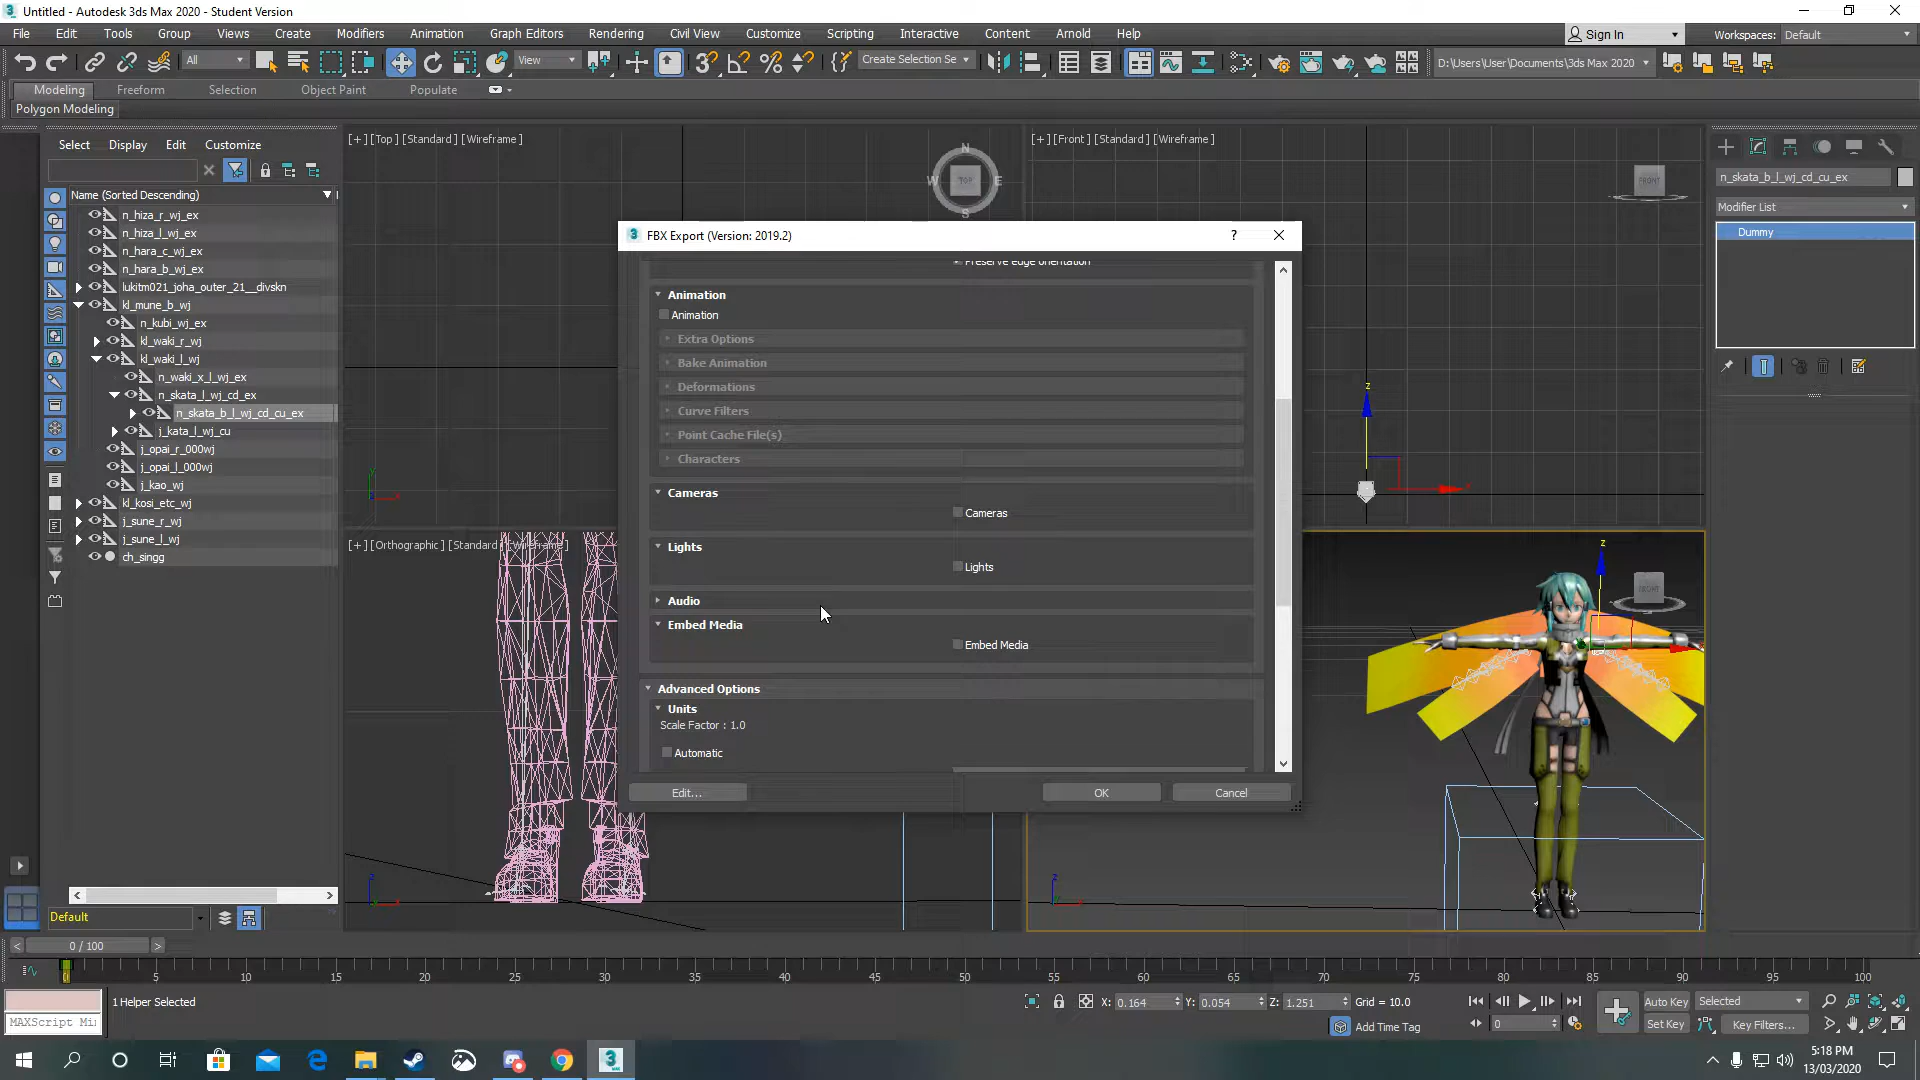 Untitled - Autodesk 3ds Max 2020 - Student Version
File Edit Tools Group Views Create Modifiers Animation Graph Editors Rendering Civil View Customize Scripting Interactive Content Arnold Help
Sign In
Workspaces: Default
All
View
Create Selection Se
D:\Users\User\Documents\3ds Max 2020
Modeling Freeform Selection Object Paint Populate
Polygon Modeling
Select Display Edit Customize
Name (Sorted Descending)
n_hiza_r_wj_ex
n_hiza_l_wj_ex
n_hara_c_wj_ex
n_hara_b_wj_ex
lukitm021_joha_outer_21__divskn
kl_mune_b_wj
n_kubi_wj_ex
kl_waki_r_wj
kl_waki_l_wj
n_waki_x_l_wj_ex
n_skata_l_wj_cd_ex
n_skata_b_l_wj_cd_cu_ex
j_kata_l_wj_cu
j_opai_r_000wj
j_opai_l_000wj
j_kao_wj
kl_kosi_etc_wj
j_sune_r_wj
j_sune_l_wj
ch_singg
Default
[+] [Top] [Standard] [Wireframe]
N
W TOP E
S
[+] [Front] [Standard] [Wireframe]
FRONT
z
x
[+] [Orthographic] [Standard] [Wireframe]
FBX Export (Version: 2019.2)
?
Preserve edge orientation
Animation
Animation
Extra Options
Bake Animation
Deformations
Curve Filters
Point Cache File(s)
Characters
Cameras
Cameras
Lights
Lights
Audio
Embed Media
Embed Media
Advanced Options
Units
Scale Factor : 1.0
Automatic
Edit...
OK
Cancel
n_skata_b_l_wj_cd_cu_ex
Modifier List
Dummy
z
FRONT
0 / 100
0 5 10 15 20 25 30 35 40 45 50 55 60 65 70 75 80 85 90 95 100
1 Helper Selected
MAXScript Mi
X: 0.164 Y: 0.054 Z: 1.251 Grid = 10.0
Add Time Tag
0
Auto Key Selected
Set Key Key Filters...
5:18 PM
13/03/2020